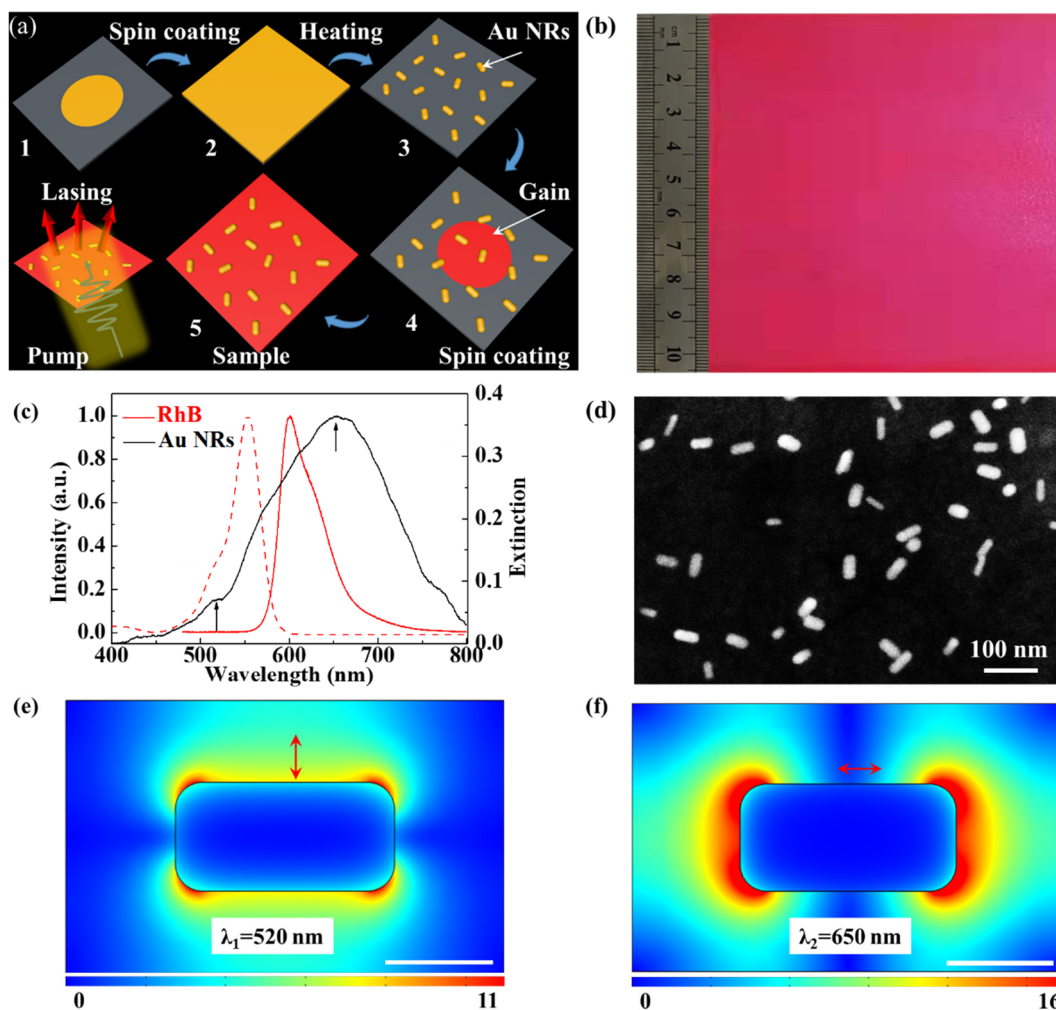 (a)
Spin coating
Heating
Au NRs
1
2
3
Lasing
Gain
Pump
5
Sample
4
Spin coating
(b)
cm
1
2
3
4
5
6
7
8
9
10
(c)
RhB
Au NRs
Intensity (a.u.)
1.0
0.8
0.6
0.4
0.2
0.0
Extinction
0.4
0.3
0.2
0.1
0.0
400 500 600 700 800
Wavelength (nm)
(d)
100 nm
(e)
λ₁=520 nm
0 11
(f)
λ₂=650 nm
0 16